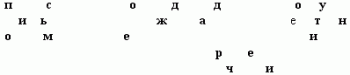 п с о д д о у
и ь ж а е т н
о м е и
р е
ч и